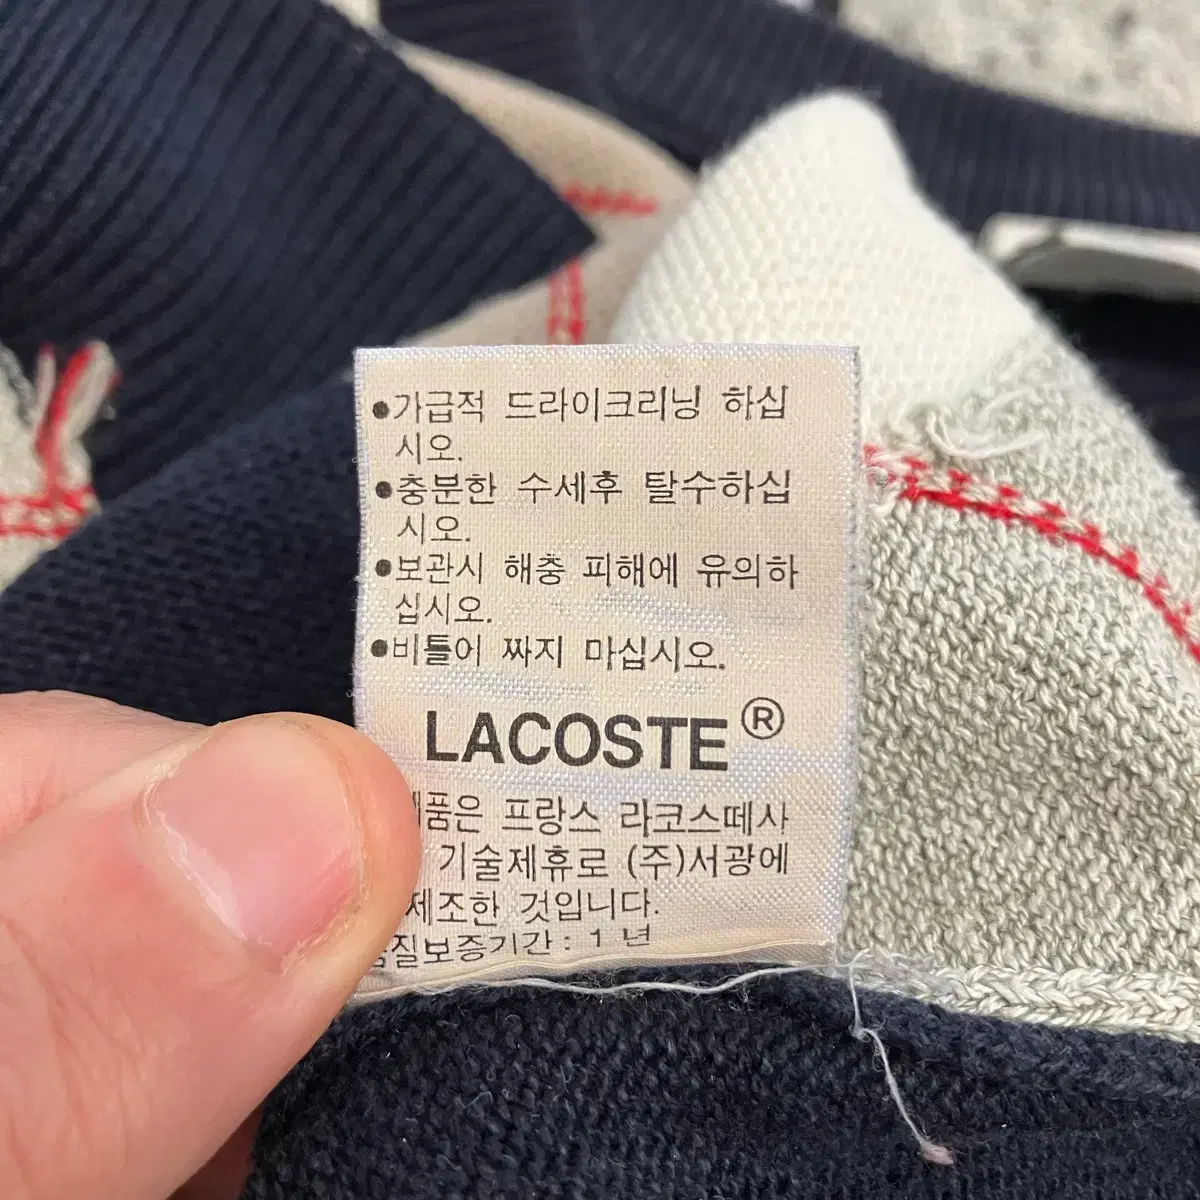 ●가급적 드라이크리닝 하십
시오.
●충분한 수세후 탈수하십
시오.
●보관시 해충 피해에 유의하
십시오.
●비틀어 짜지 마십시오.
LACOSTE®
프랑스 라코스떼사
기술제휴로 (주)서광에
제조한 것입니다.
품질보증기간: 1년